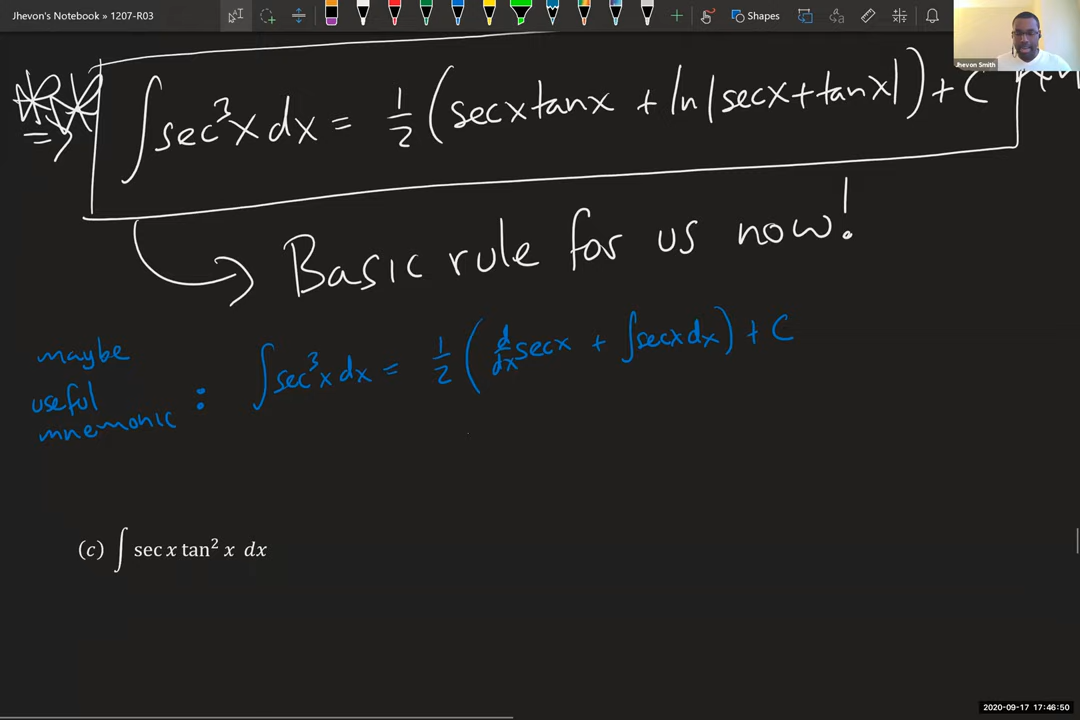 Jhevon's Notebook » 1207-R03
Shapes
Jhevon Smith
=> ∫sec³x dx = 1/2 (secxtanx + ln|secx+tanx|) + C
Basic rule for us now!
maybe useful mnemonic : ∫sec³x dx = 1/2 (d/dx secx + ∫secx dx) + C
(c) ∫ sec x tan² x dx
2020-09-17 17:46:50